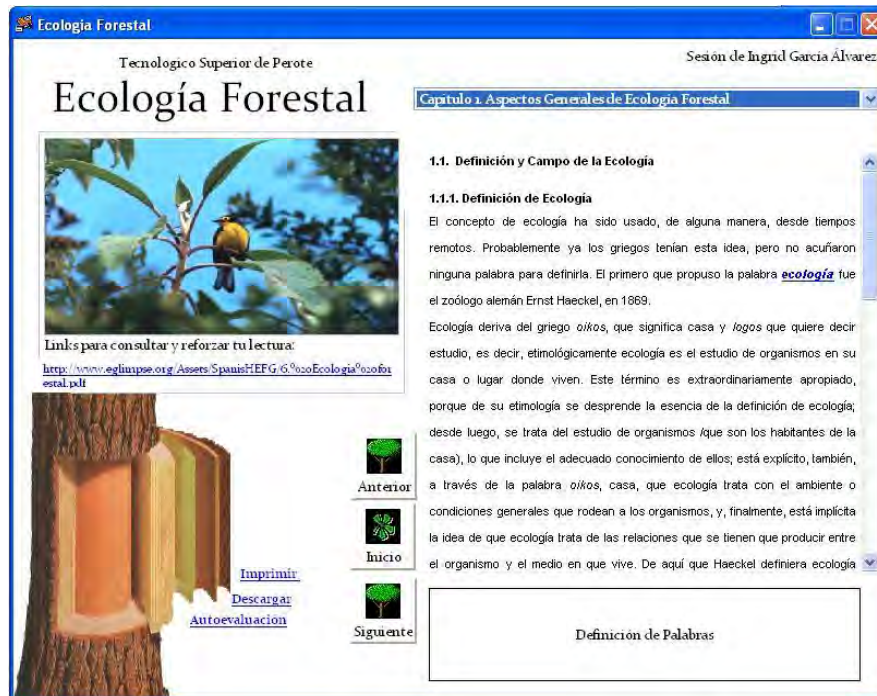 Ecologia Forestal
Tecnologico Superior de Perote
Ecología Forestal
Sesión de Ingrid García Álvarez
Capitulo 1. Aspectos Generales de Ecologia Forestal
Links para consultar y reforzar tu lectura:
http://www.eglimpse.org/Assets/SpanisHEFG/6.%20Ecologia%20for
estal.pdf
1.1. Definición y Campo de la Ecología
1.1.1. Definición de Ecología
El concepto de ecología ha sido usado, de alguna manera, desde tiempos
remotos. Probablemente ya los griegos tenían esta idea, pero no acuñaron
ninguna palabra para definirla. El primero que propuso la palabra ecología fue
el zoólogo alemán Ernst Haeckel, en 1869.
Ecología deriva del griego oikos, que significa casa y logos que quiere decir
estudio, es decir, etimológicamente ecología es el estudio de organismos en su
casa o lugar donde viven. Este término es extraordinariamente apropiado,
porque de su etimología se desprende la esencia de la definición de ecología;
desde luego, se trata del estudio de organismos /que son los habitantes de la
casa), lo que incluye el adecuado conocimiento de ellos; está explícito, también,
a través de la palabra oikos, casa, que ecología trata con el ambiente o
condiciones generales que rodean a los organismos, y, finalmente, está implícita
la idea de que ecología trata de las relaciones que se tienen que producir entre
el organismo y el medio en que vive. De aquí que Haeckel definiera ecología
Anterior
Inicio
Siguiente
Imprimir
Descargar
Autoevaluación
Definición de Palabras